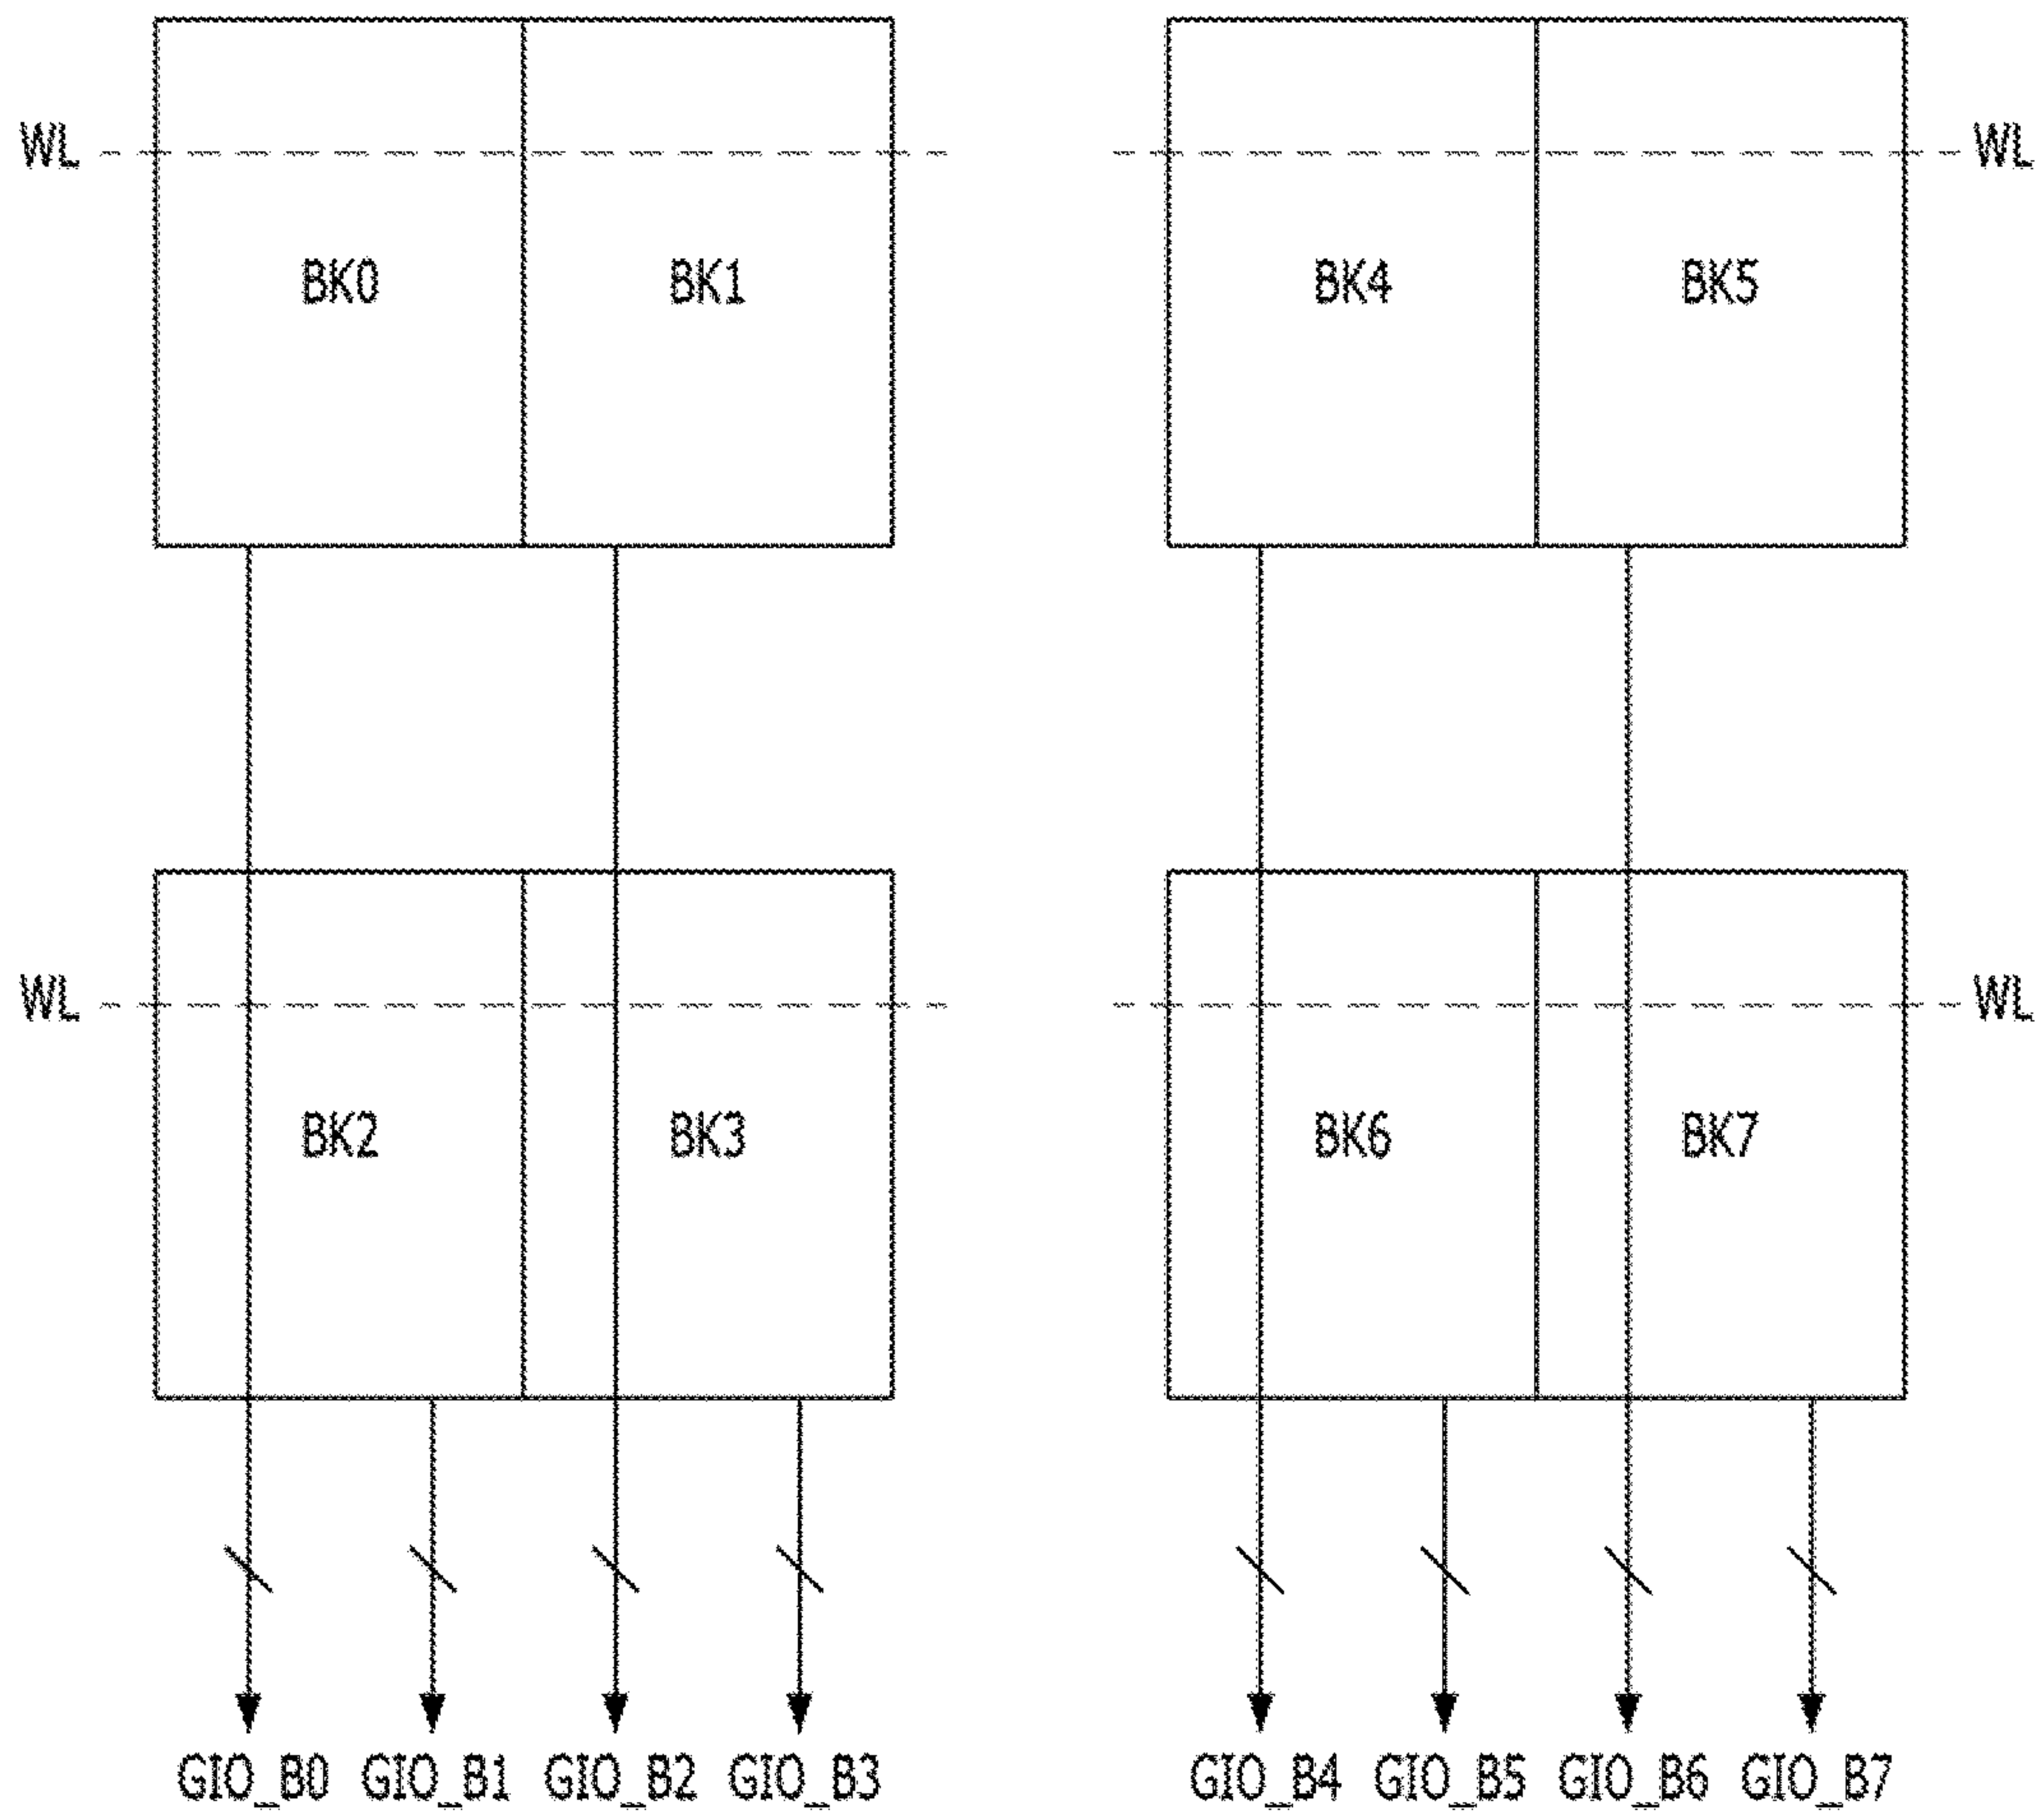 WL WL
BK0 BK1 BK4 BK5
WL WL
BK2 BK3 BK6 BK7
GIO_B0 GIO_B1 GIO_B2 GIO_B3 GIO_B4 GIO_B5 GIO_B6 GIO_B7